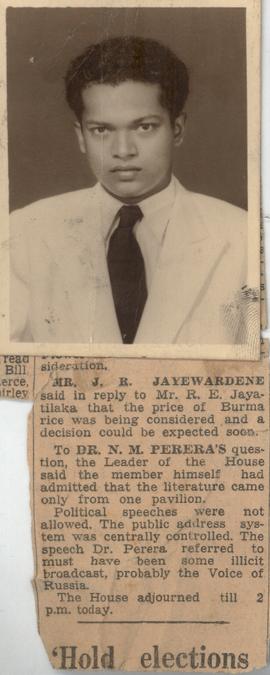 read
Bill
erce,
irley
sideration.
MR. J. R. JAYEWARDENE
said in reply to Mr. R. E. Jaya-
tilaka that the price of Burma
rice was being considered and a
decision could be expected soon.
To DR. N. M. PERERA'S ques-
tion, the Leader of the House
said the member himself had
admitted that the literature came
only from one pavilion.
Political speeches were not
allowed. The public address sys-
tem was centrally controlled. The
speech Dr. Perera referred to
must have been some illicit
broadcast, probably the Voice of
Russia.
The House adjourned till 2
p.m. today.
'Hold elections